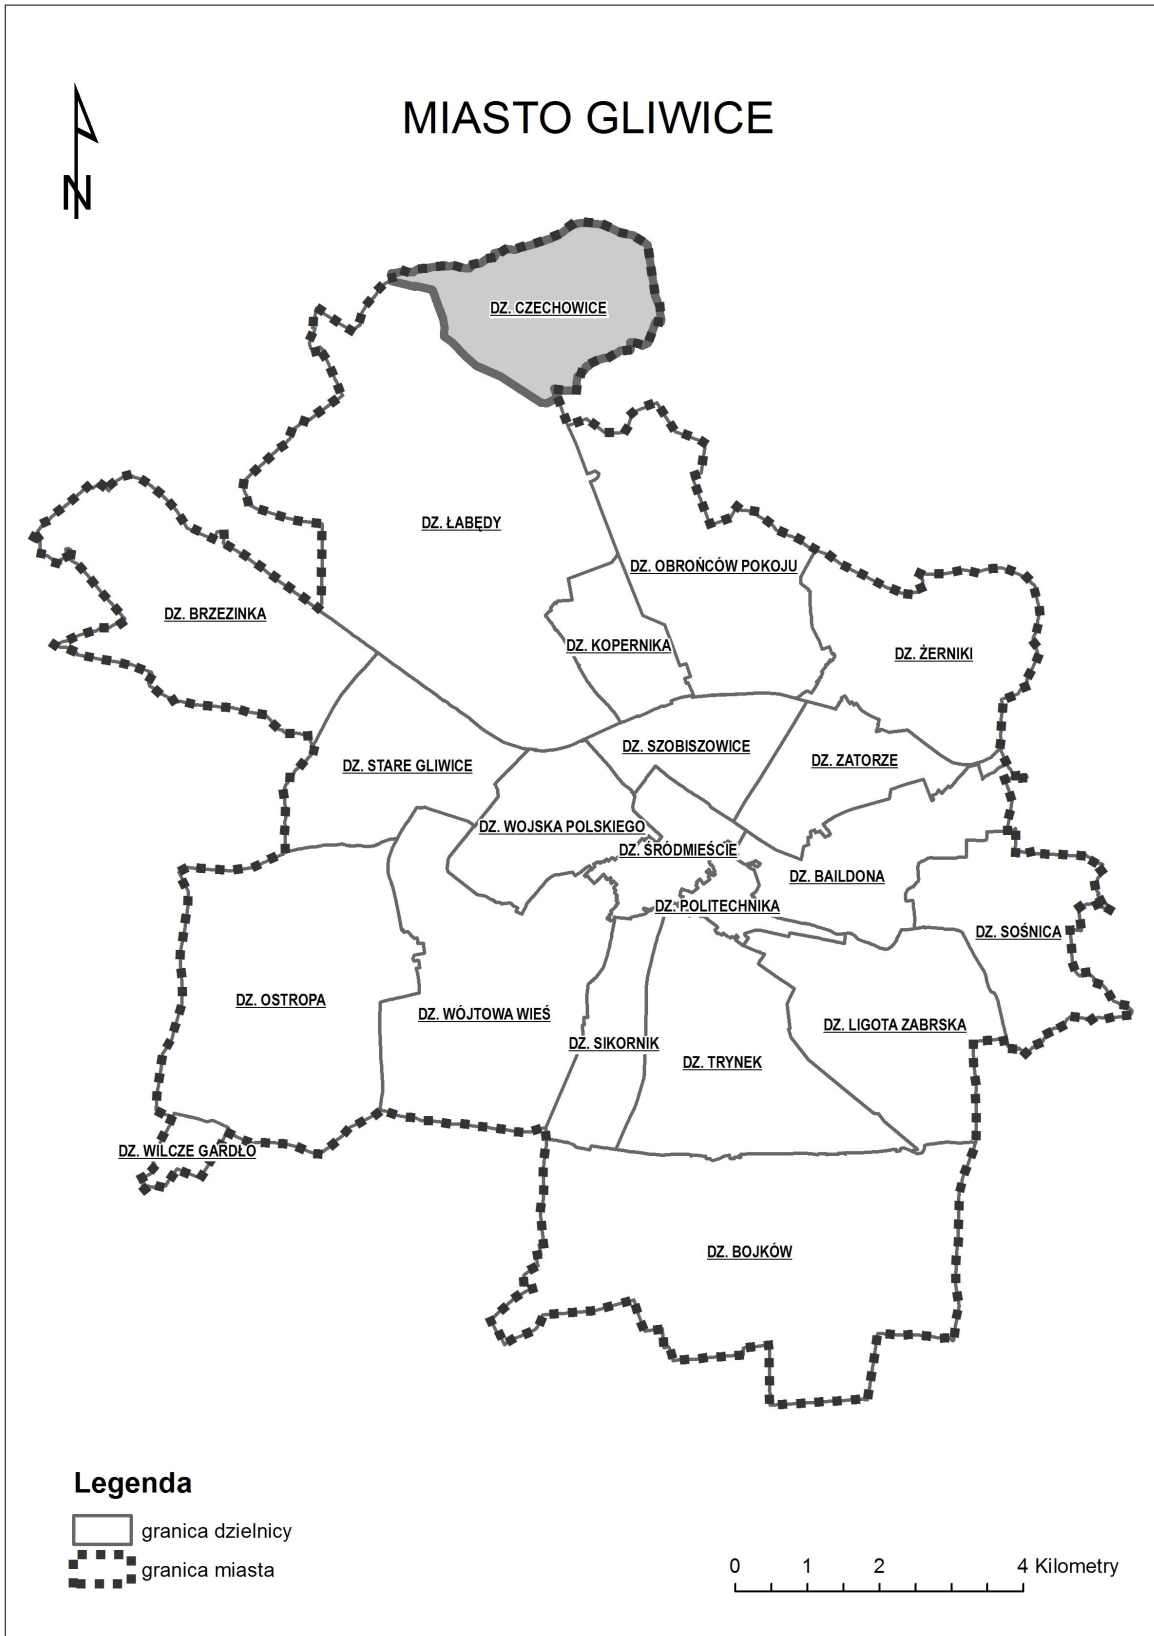 MIASTO GLIWICE
N
DZ. CZECHOWICE
DZ. ŁABĘDY
DZ. OBROŃCÓW POKOJU
DZ. BRZEZINKA
DZ. KOPERNIKA
DZ. ŻERNIKI
DZ. SZOBISZOWICE
DZ. ZATORZE
DZ. STARE GLIWICE
DZ. WOJSKA POLSKIEGO
DZ. ŚRÓDMIEŚCIE
DZ. BAILDONA
DZ. POLITECHNIKA
DZ. SOŚNICA
DZ. OSTROPA
DZ. WÓJTOWA WIEŚ
DZ. LIGOTA ZABRSKA
DZ. SIKORNIK
DZ. TRYNEK
DZ. WILCZE GARDŁO
DZ. BOJKÓW
Legenda
granica dzielnicy
granica miasta
0 1 2 4 Kilometry